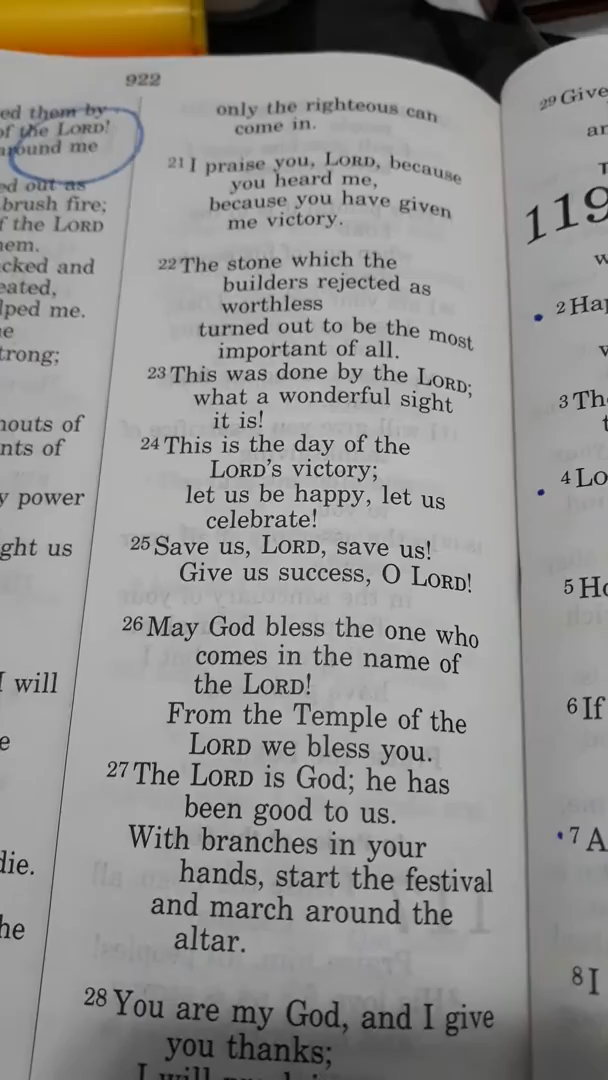 922
ed them by
of the LORD!
around me
ed out as
brush fire;
f the LORD
hem.
cked and
eated,
lped me.
trong;
houts of
nts of
y power
ght us
I will
e
die.
he
only the righteous can
come in.
21 I praise you, LORD, because
you heard me,
because you have given
me victory.
22 The stone which the
builders rejected as
worthless
turned out to be the most
important of all.
23 This was done by the LORD;
what a wonderful sight
it is!
24 This is the day of the
LORD's victory;
let us be happy, let us
celebrate!
25 Save us, LORD, save us!
Give us success, O LORD!
26 May God bless the one who
comes in the name of
the LORD!
From the Temple of the
LORD we bless you.
27 The LORD is God; he has
been good to us.
With branches in your
hands, start the festival
and march around the
altar.
28 You are my God, and I give
you thanks;
29 Give
119
2 Hap
3 Th
4 Lo
5 Ho
6 If
7 A
8 I